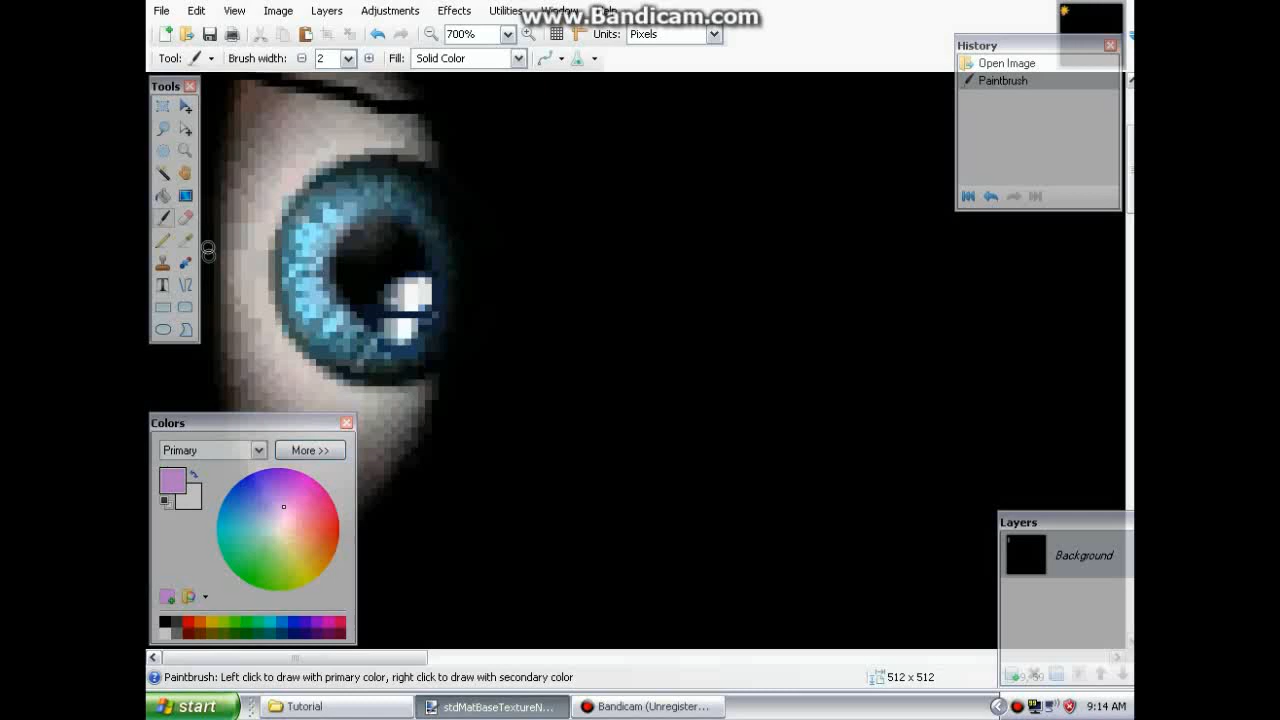 www.Bandicam.com
File Edit View Image Layers Adjustments Effects Utilities Window
700% Units: Pixels
Tool: Brush width: 2 Fill: Solid Color
History
Open Image
Paintbrush
Tools
Colors
Primary More >>
Layers
Background
Paintbrush: Left click to draw with primary color, right click to draw with secondary color
512 x 512
start Tutorial stdMatBaseTextureN... Bandicam (Unregister... 9:14 AM